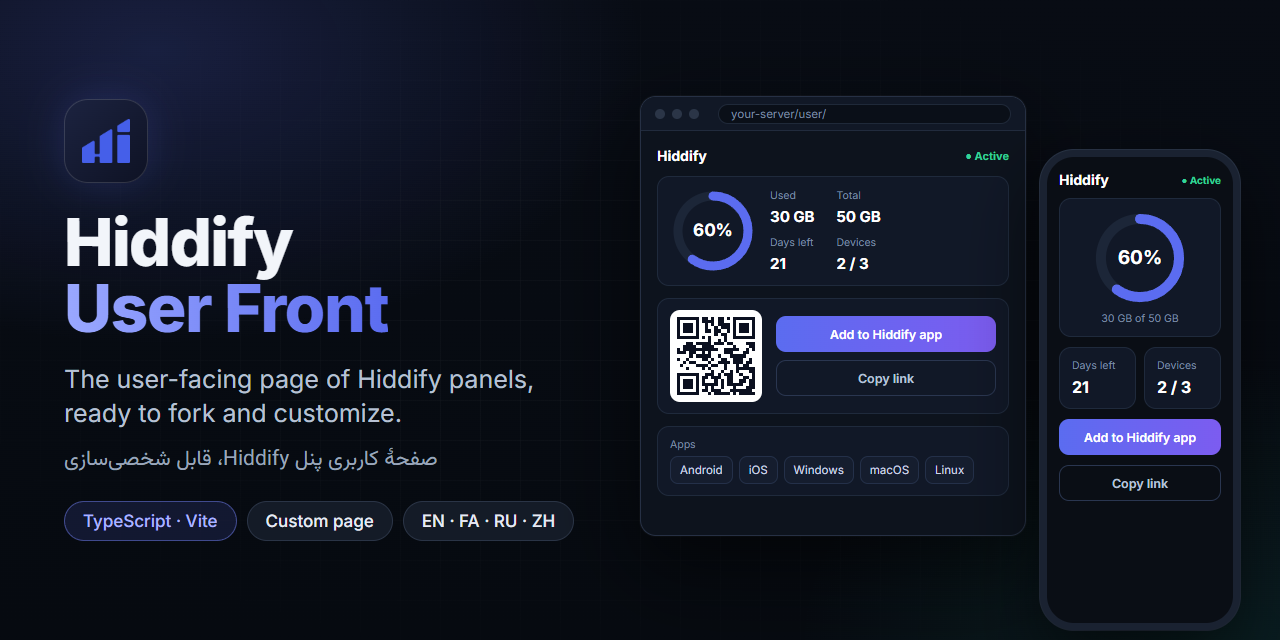 Hiddify
User Front
The user-facing page of Hiddify panels,
ready to fork and customize.
صفحهٔ کاربری پنل Hiddify، قابل شخصی‌سازی
TypeScript · Vite
Custom page
EN · FA · RU · ZH
your-server/user/
Hiddify
• Active
60%
Used
Total
30 GB
50 GB
Days left
Devices
21
2 / 3
Add to Hiddify app
Copy link
Apps
Android
iOS
Windows
macOS
Linux
Hiddify
• Active
60%
30 GB of 50 GB
Days left
Devices
21
2 / 3
Add to Hiddify app
Copy link